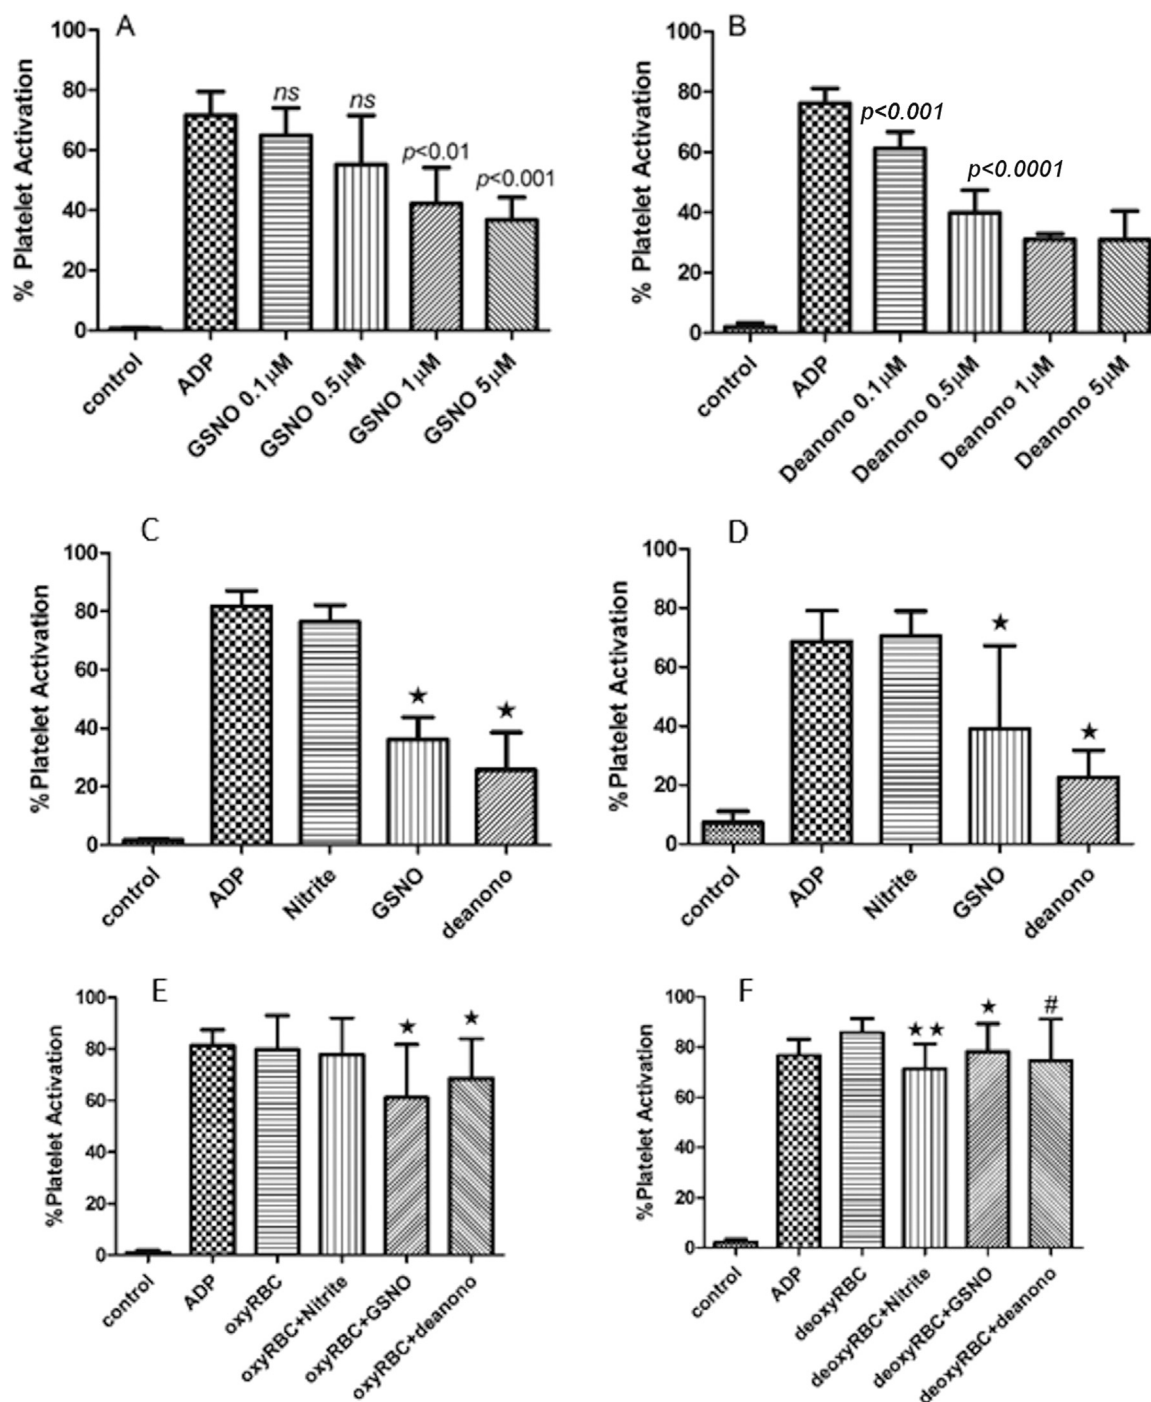 A
% Platelet Activation
100
80
60
40
20
0
ns
ns
p<0.01
p<0.001
control
ADP
GSNO 0.1μM
GSNO 0.5μM
GSNO 1μM
GSNO 5μM
B
% Platelet Activation
100
80
60
40
20
0
p<0.001
p<0.0001
control
ADP
Deanono 0.1μM
Deanono 0.5μM
Deanono 1μM
Deanono 5μM
C
%Platelet Activation
100
80
60
40
20
0
★
★
control
ADP
Nitrite
GSNO
deanono
D
%Platelet Activation
100
80
60
40
20
0
★
★
control
ADP
Nitrite
GSNO
deanono
E
%Platelet Activation
100
80
60
40
20
0
★
★
control
ADP
oxyRBC
oxyRBC+Nitrite
oxyRBC+GSNO
oxyRBC+deanono
F
%Platelet Activation
100
80
60
40
20
0
★★
★
#
control
ADP
deoxyRBC
deoxyRBC+Nitrite
deoxyRBC+GSNO
deoxyRBC+deanono